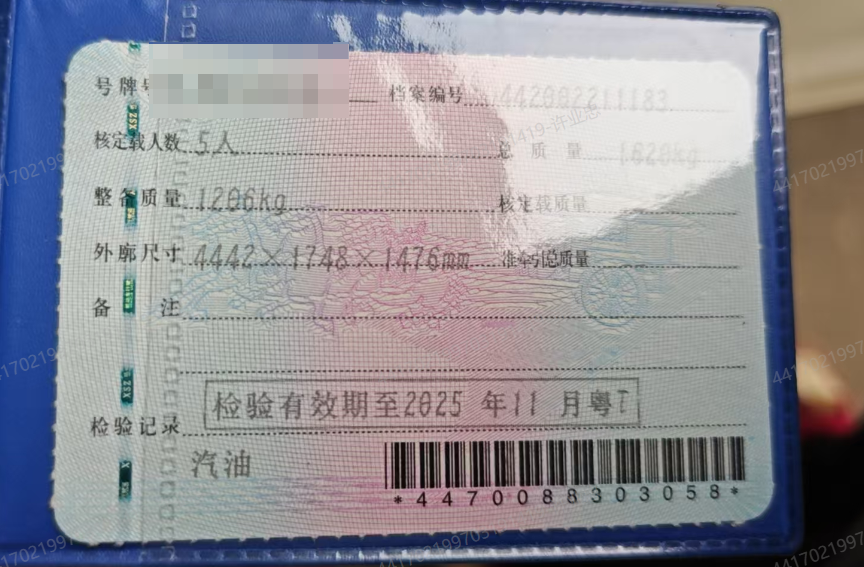 号牌号
档案编号 442002211183
核定载人数 5人
总质量 1620kg
整备质量 1206kg
核定载质量
外廓尺寸 4442×1748×1476mm
准牵引总质量
备注
检验有效期至2025年11月粤T
检验记录
汽油
*4470088303058*